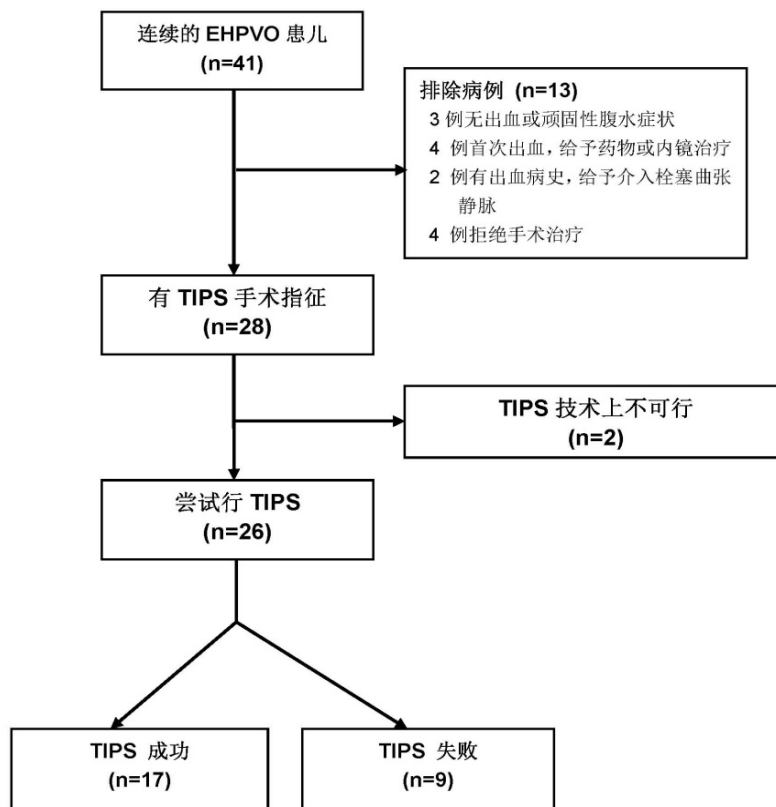 连续的 EHPVO 患儿
(n=41)
排除病例 (n=13)
3 例无出血或顽固性腹水症状
4 例首次出血，给予药物或内镜治疗
2 例有出血病史，给予介入栓塞曲张
静脉
4 例拒绝手术治疗
有 TIPS 手术指征
(n=28)
TIPS 技术上不可行
(n=2)
尝试行 TIPS
(n=26)
TIPS 成功
(n=17)
TIPS 失败
(n=9)